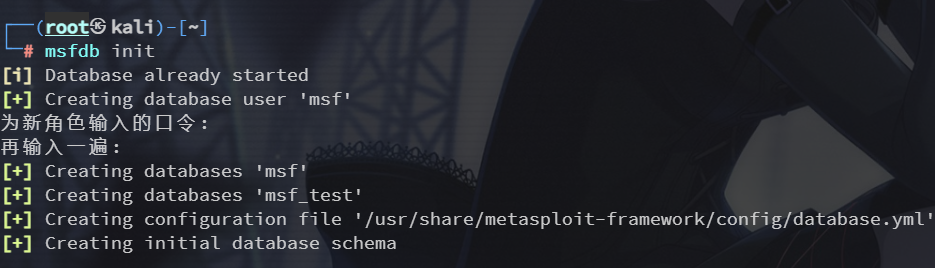 ┌──(root㉿kali)-[~]
└─# msfdb init
[i] Database already started
[+] Creating database user 'msf'
为新角色输入的口令：
再输入一遍：
[+] Creating databases 'msf'
[+] Creating databases 'msf_test'
[+] Creating configuration file '/usr/share/metasploit-framework/config/database.yml'
[+] Creating initial database schema